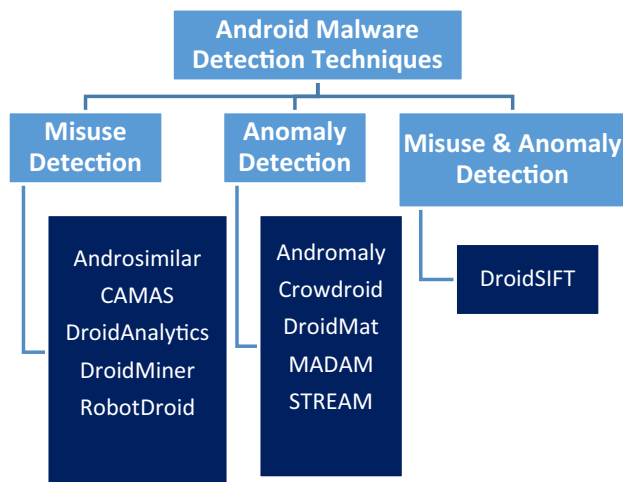 Android Malware
Detection Techniques
Misuse
Detection
Anomaly
Detection
Misuse & Anomaly
Detection
Androsimilar
CAMAS
DroidAnalytics
DroidMiner
RobotDroid
Andromaly
Crowdroid
DroidMat
MADAM
STREAM
DroidSIFT